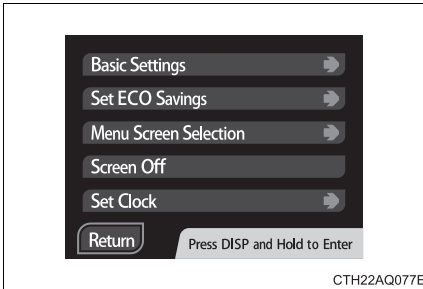 Basic Settings
Set ECO Savings
Menu Screen Selection
Screen Off
Set Clock
Return
Press DISP and Hold to Enter
CTH22AQ077E